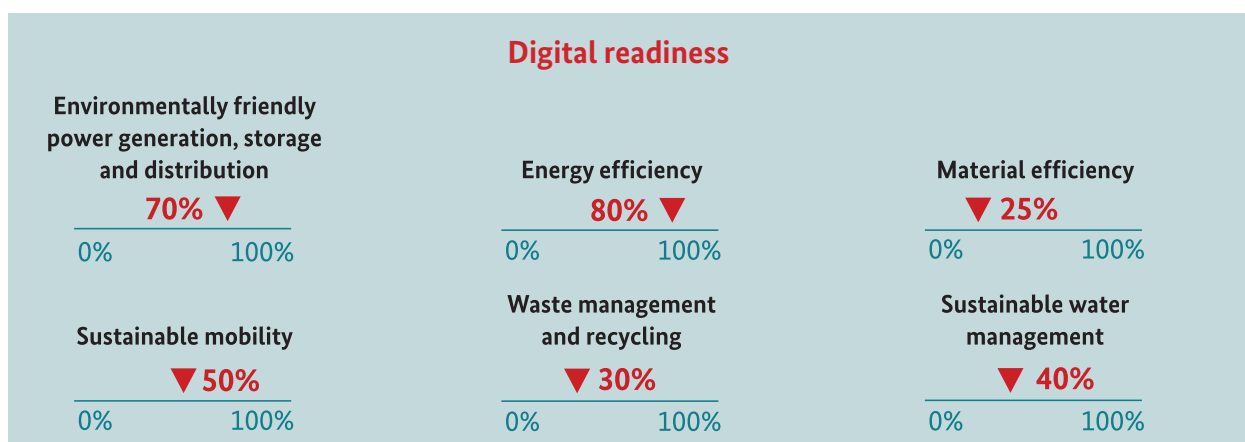 Digital readiness
Environmentally friendly
power generation, storage
and distribution
70%
0% 100%
Energy efficiency
80%
0% 100%
Material efficiency
25%
0% 100%
Sustainable mobility
50%
0% 100%
Waste management
and recycling
30%
0% 100%
Sustainable water
management
40%
0% 100%